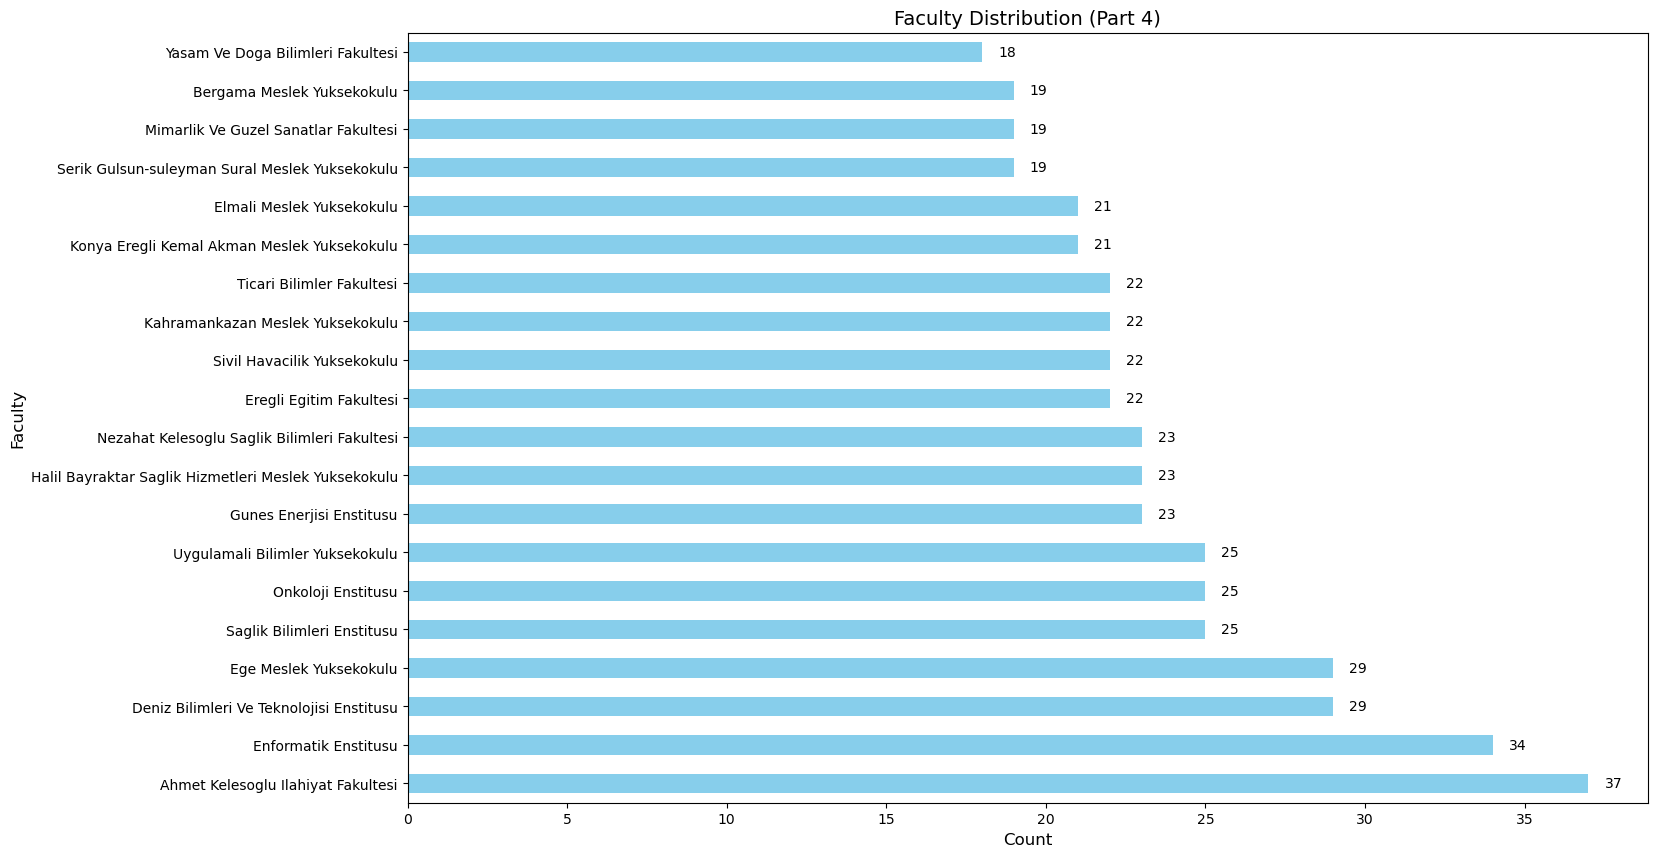 Faculty Distribution (Part 4)
Yasam Ve Doga Bilimleri Fakultesi 18
Bergama Meslek Yuksekokulu 19
Mimarlik Ve Guzel Sanatlar Fakultesi 19
Serik Gulsun-suleyman Sural Meslek Yuksekokulu 19
Elmali Meslek Yuksekokulu 21
Konya Eregli Kemal Akman Meslek Yuksekokulu 21
Ticari Bilimler Fakultesi 22
Kahramankazan Meslek Yuksekokulu 22
Sivil Havacilik Yuksekokulu 22
Eregli Egitim Fakultesi 22
Nezahat Kelesoglu Saglik Bilimleri Fakultesi 23
Halil Bayraktar Saglik Hizmetleri Meslek Yuksekokulu 23
Gunes Enerjisi Enstitusu 23
Uygulamali Bilimler Yuksekokulu 25
Onkoloji Enstitusu 25
Saglik Bilimleri Enstitusu 25
Ege Meslek Yuksekokulu 29
Deniz Bilimleri Ve Teknolojisi Enstitusu 29
Enformatik Enstitusu 34
Ahmet Kelesoglu Ilahiyat Fakultesi 37
Faculty
0 5 10 15 20 25 30 35
Count